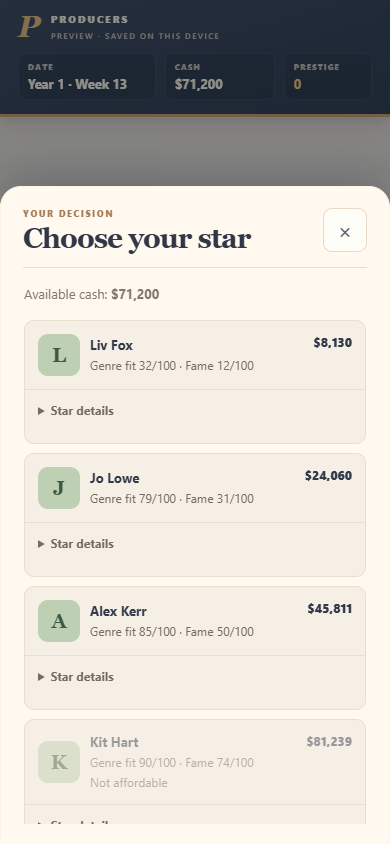 P PRODUCERS
PREVIEW · SAVED ON THIS DEVICE
DATE
Year 1 · Week 13
CASH
$71,200
PRESTIGE
0
YOUR DECISION
Choose your star
×
Available cash: $71,200
L
Liv Fox
$8,130
Genre fit 32/100 · Fame 12/100
▶ Star details
J
Jo Lowe
$24,060
Genre fit 79/100 · Fame 31/100
▶ Star details
A
Alex Kerr
$45,811
Genre fit 85/100 · Fame 50/100
▶ Star details
K
Kit Hart
$81,239
Genre fit 90/100 · Fame 74/100
Not affordable